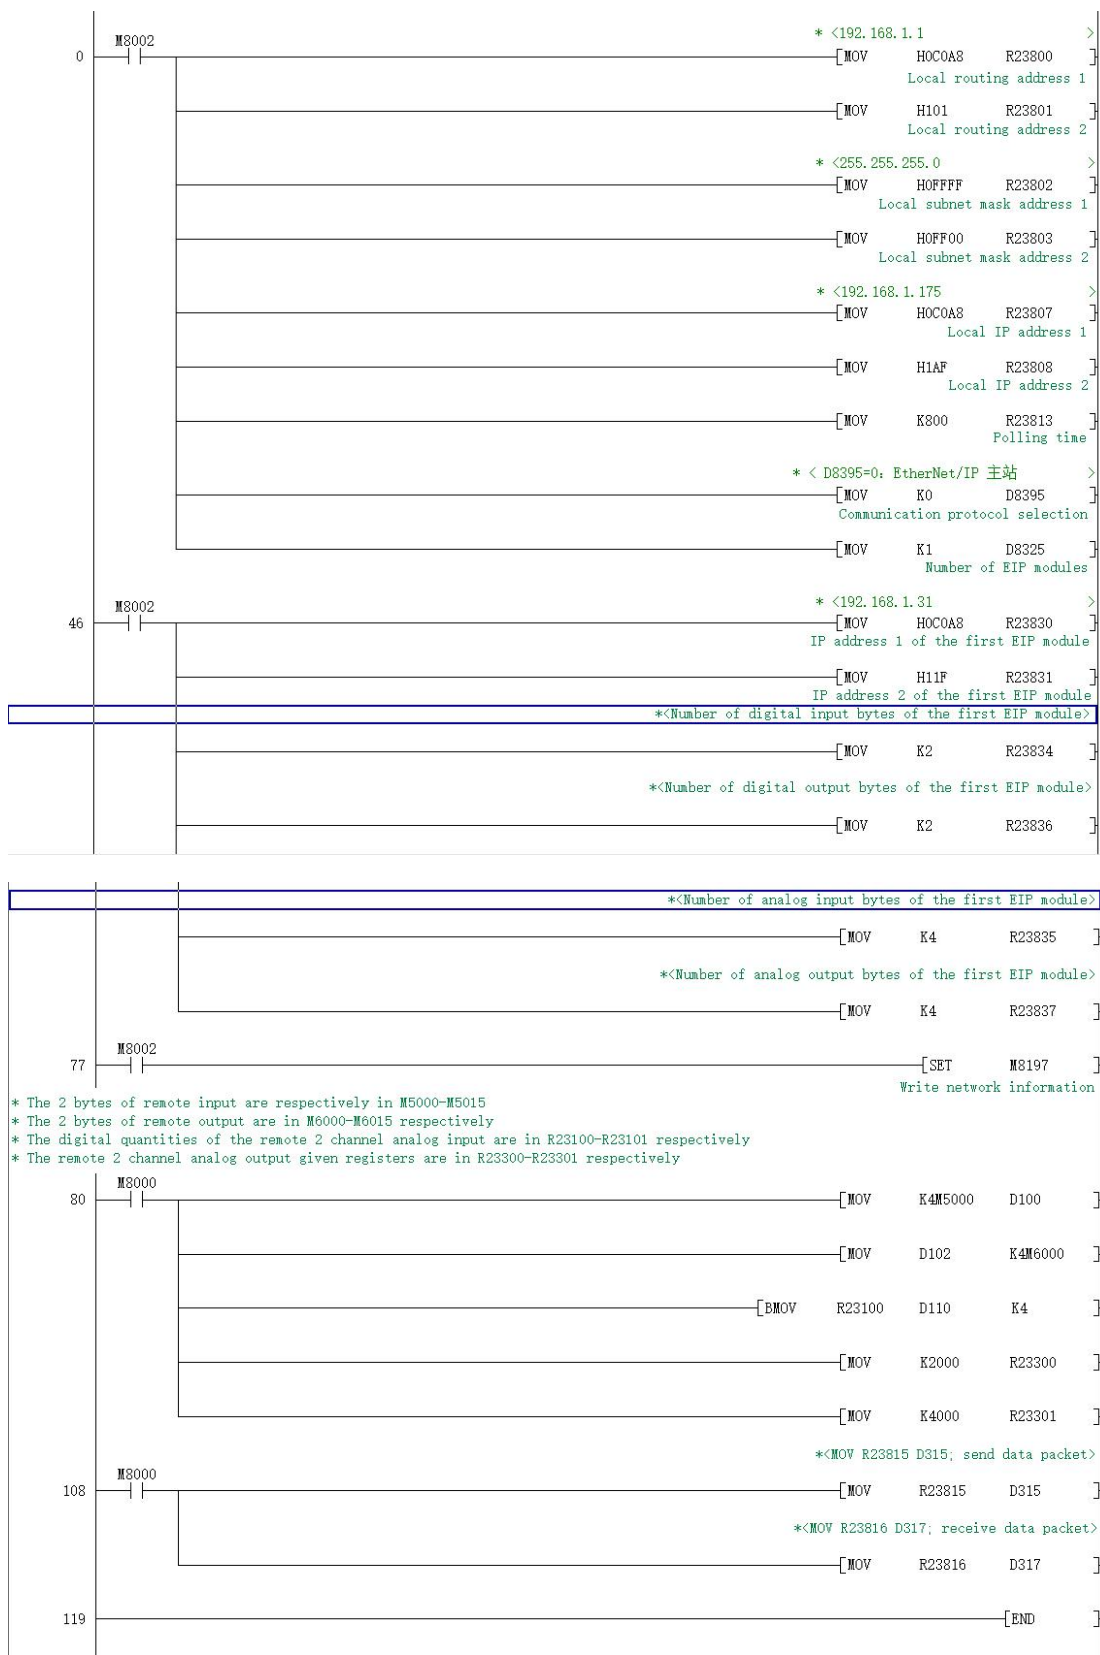 * <192.168.1.1 >
M8002
0 [MOV H0C0A8 R23800 ]
Local routing address 1
[MOV H101 R23801 ]
Local routing address 2
* <255.255.255.0 >
[MOV H0FFFF R23802 ]
Local subnet mask address 1
[MOV H0FF00 R23803 ]
Local subnet mask address 2
* <192.168.1.175 >
[MOV H0C0A8 R23807 ]
Local IP address 1
[MOV H1AF R23808 ]
Local IP address 2
[MOV K800 R23813 ]
Polling time
* < D8395=0: EtherNet/IP 主站 >
[MOV K0 D8395 ]
Communication protocol selection
[MOV K1 D8325 ]
Number of EIP modules
* <192.168.1.31 >
M8002
46 [MOV H0C0A8 R23830 ]
IP address 1 of the first EIP module
[MOV H11F R23831 ]
IP address 2 of the first EIP module
*<Number of digital input bytes of the first EIP module>
[MOV K2 R23834 ]
*<Number of digital output bytes of the first EIP module>
[MOV K2 R23836 ]
*<Number of analog input bytes of the first EIP module>
[MOV K4 R23835 ]
*<Number of analog output bytes of the first EIP module>
[MOV K4 R23837 ]
M8002
77 [SET M8197 ]
Write network information
* The 2 bytes of remote input are respectively in M5000-M5015
* The 2 bytes of remote output are in M6000-M6015 respectively
* The digital quantities of the remote 2 channel analog input are in R23100-R23101 respectively
* The remote 2 channel analog output given registers are in R23300-R23301 respectively
M8000
80 [MOV K4M5000 D100 ]
[MOV D102 K4M6000 ]
[BMOV R23100 D110 K4 ]
[MOV K2000 R23300 ]
[MOV K4000 R23301 ]
*<MOV R23815 D315; send data packet>
M8000
108 [MOV R23815 D315 ]
*<MOV R23816 D317; receive data packet>
[MOV R23816 D317 ]
119 [END ]